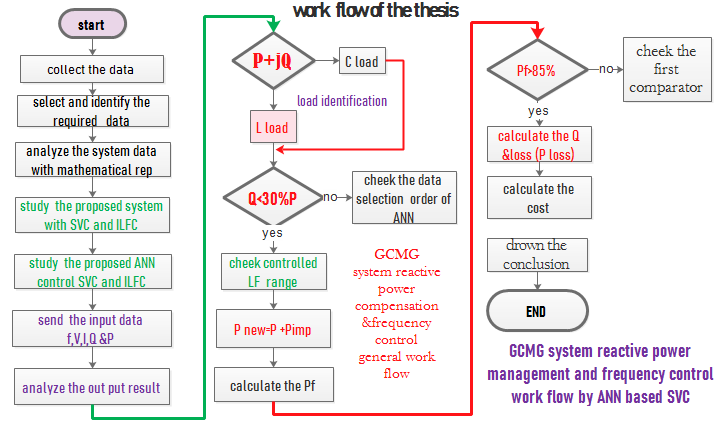 work flow of the thesis
start
collect the data
select and identify the
required data
analyze the system data
with mathematical rep
study the proposed system
with SVC and ILFC
study the proposed ANN
control SVC and ILFC
send the input data
f,V,I,Q &P
analyze the out put result
P+jQ
C load
load identification
L load
Q<30%P
no
cheek the data
selection order of
ANN
yes
cheek controlled
LF range
P new=P +Pimp
calculate the Pf
GCMG
system reactive
power
compensation
&frequency
control
general work
flow
Pf>85%
no
cheek the
first
comparator
yes
calculate the Q
&loss (P loss)
calculate the
cost
drown the
conclusion
END
GCMG system reactive power
management and frequency control
work flow by ANN based SVC